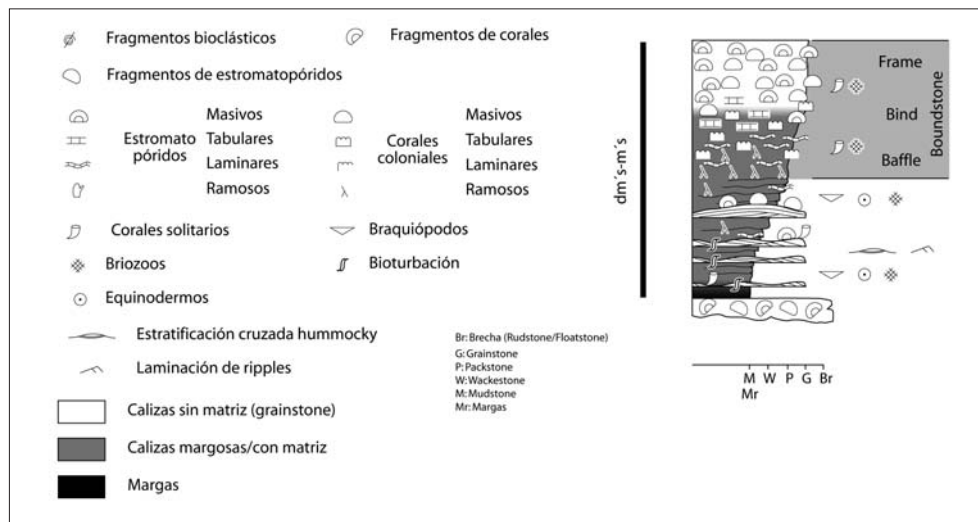 Fragmentos bioclásticos
Fragmentos de corales
Fragmentos de estromatopóridos
Estromato
póridos
Masivos
Tabulares
Laminares
Ramosos
Corales
coloniales
Masivos
Tabulares
Laminares
Ramosos
Corales solitarios
Braquiópodos
Briozoos
Bioturbación
Equinodermos
Estratificación cruzada hummocky
Laminación de ripples
Calizas sin matriz (grainstone)
Calizas margosas/con matriz
Margas
Br: Brecha (Rudstone/Floatstone)
G: Grainstone
P: Packstone
W: Wackestone
M: Mudstone
Mr: Margas
dm´s-m´s
Frame
Bind
Baffle
Boundstone
M W P G Br
Mr